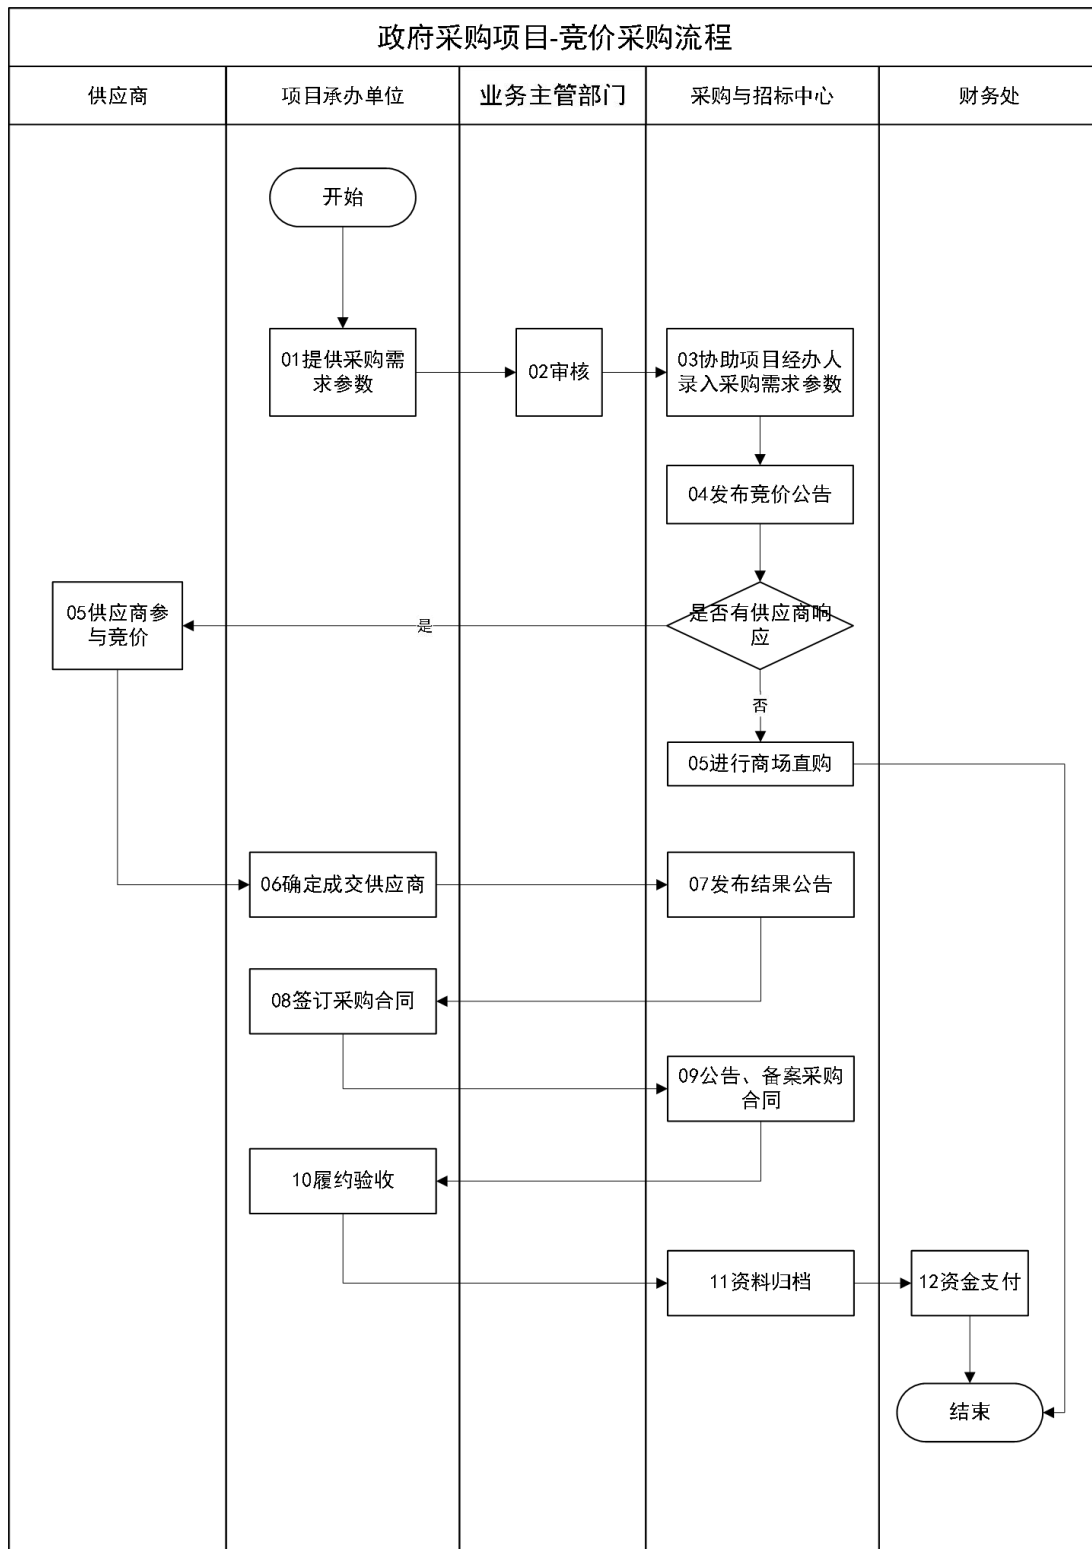 政府采购项目-竞价采购流程
供应商
项目承办单位
业务主管部门
采购与招标中心
财务处
开始
01提供采购需
求参数
02审核
03协助项目经办人
录入采购需求参数
04发布竞价公告
是否有供应商响
应
是
05供应商参
与竞价
否
05进行商场直购
06确定成交供应商
07发布结果公告
08签订采购合同
09公告、备案采购
合同
10履约验收
11资料归档
12资金支付
结束